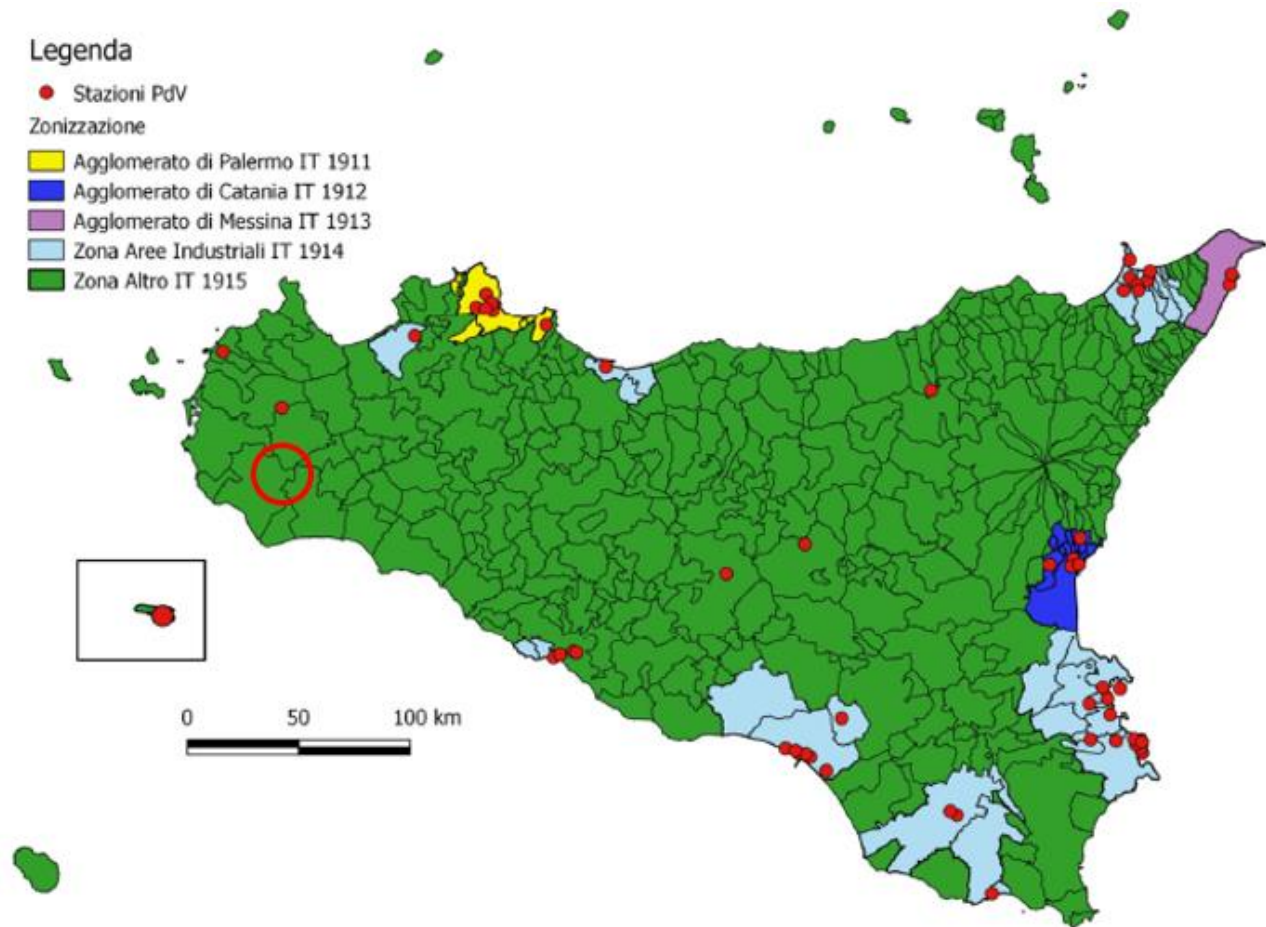 Legenda
Stazioni PdV
Zonizzazione
Agglomerato di Palermo IT 1911
Agglomerato di Catania IT 1912
Agglomerato di Messina IT 1913
Zona Aree Industriali IT 1914
Zona Altro IT 1915
0 50 100 km